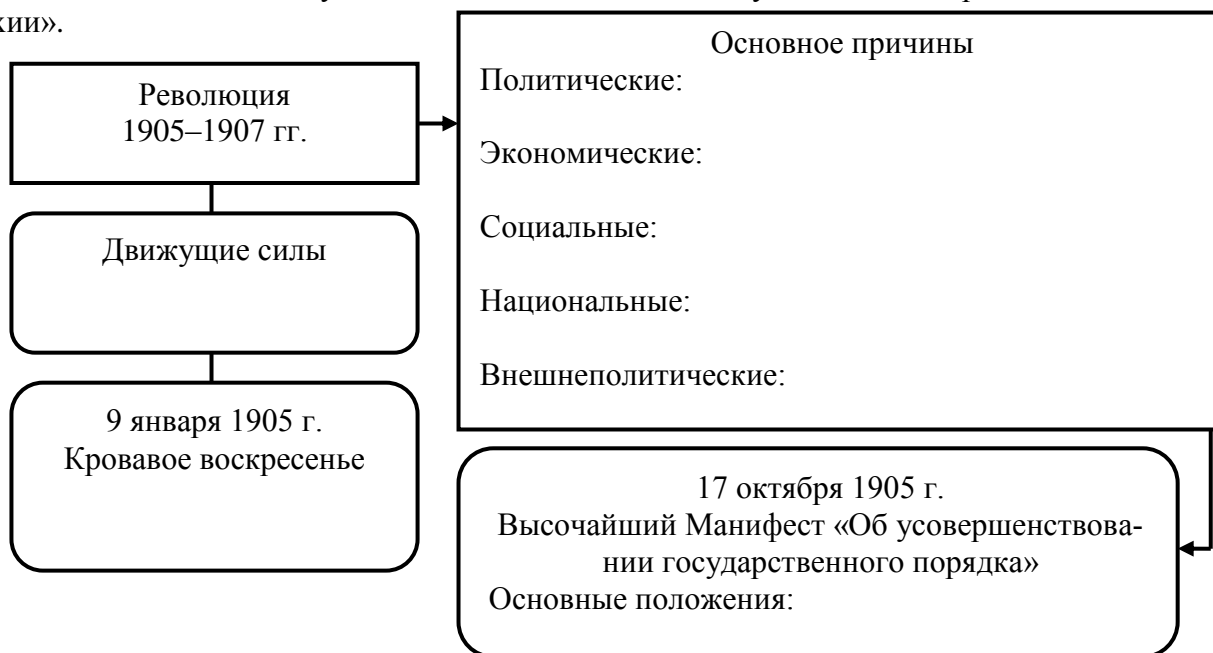 хии».
Основное причины
Политические:
Экономические:
Социальные:
Национальные:
Внешнеполитические:
Революция
1905–1907 гг.
Движущие силы
9 января 1905 г.
Кровавое воскресенье
17 октября 1905 г.
Высочайший Манифест «Об усовершенствова-
нии государственного порядка»
Основные положения: